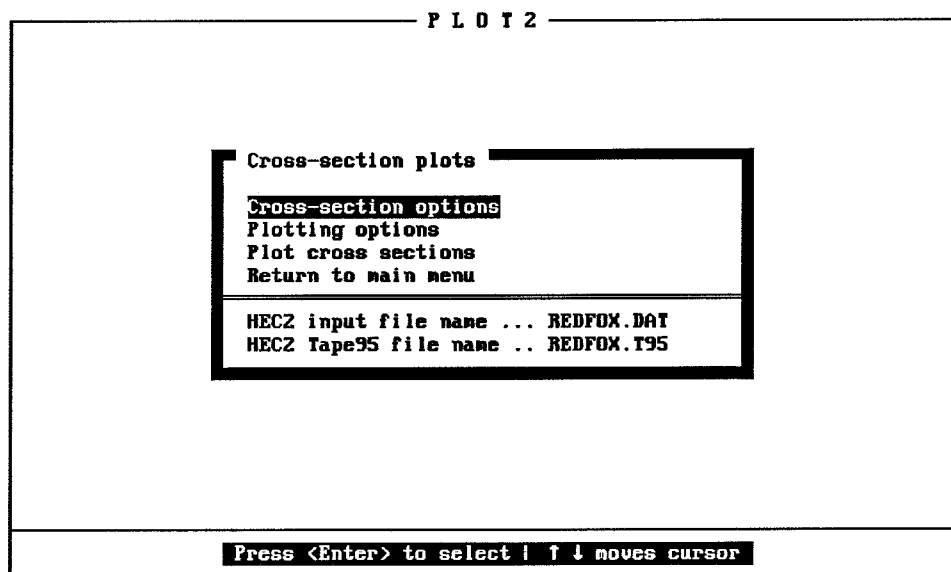 P L O T 2
Cross-section plots
Cross-section options
Plotting options
Plot cross sections
Return to main menu
HEC2 input file name ... REDFOX.DAT
HEC2 Tape95 file name .. REDFOX.T95
Press <Enter> to select | ↑ ↓ moves cursor